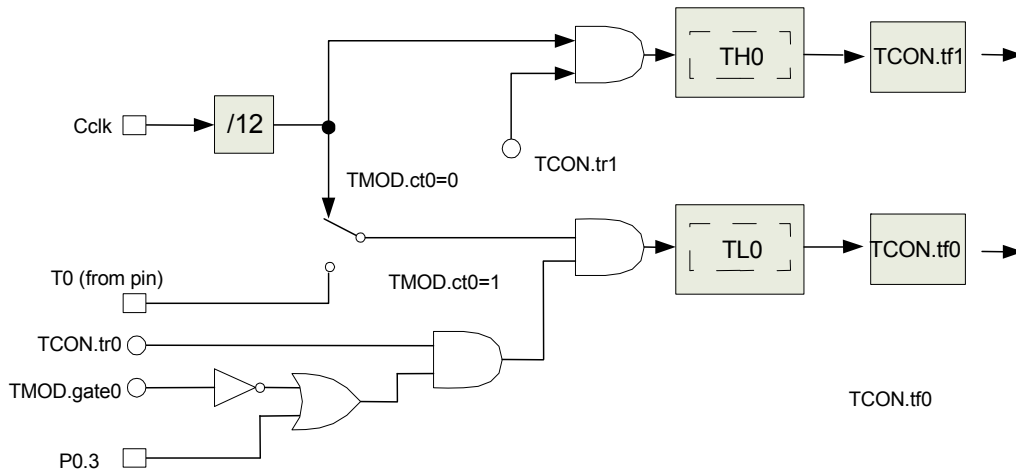 TH0
TCON.tf1
Cclk
/12
TCON.tr1
TMOD.ct0=0
TL0
TCON.tf0
T0 (from pin)
TMOD.ct0=1
TCON.tr0
TMOD.gate0
TCON.tf0
P0.3